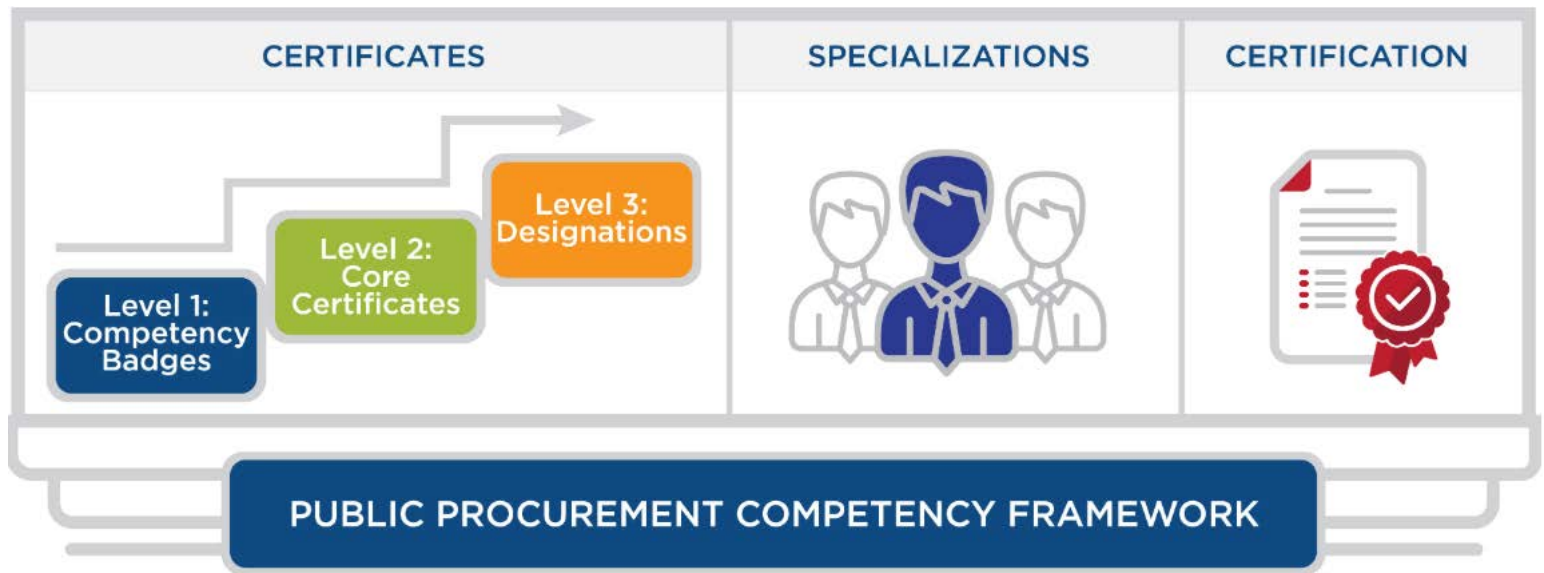 CERTIFICATES
SPECIALIZATIONS
CERTIFICATION
Level 1:
Competency
Badges
Level 2:
Core
Certificates
Level 3:
Designations
PUBLIC PROCUREMENT COMPETENCY FRAMEWORK